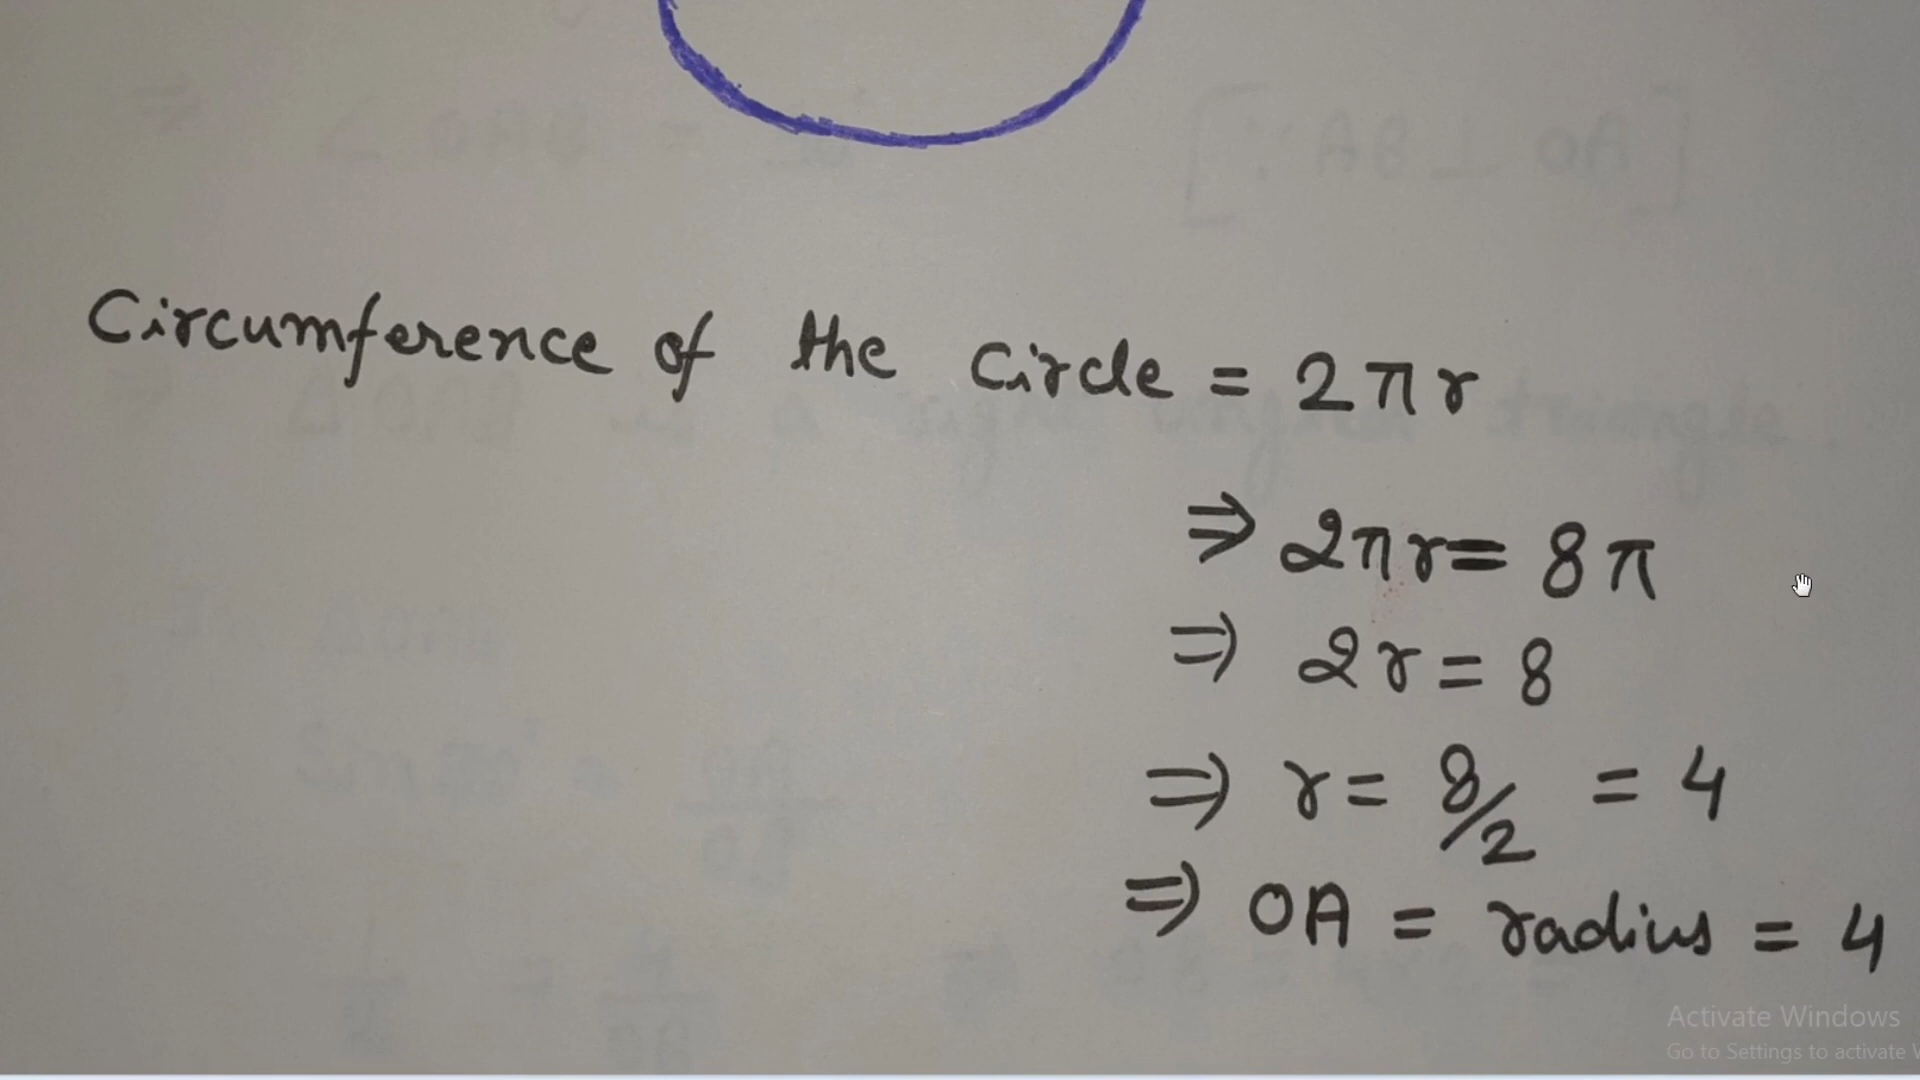 Circumference of the Circle = 2πr
⇒ 2πr = 8π
⇒ 2r = 8
⇒ r = 8/2 = 4
⇒ OA = radius = 4
Activate Windows
Go to Settings to activate